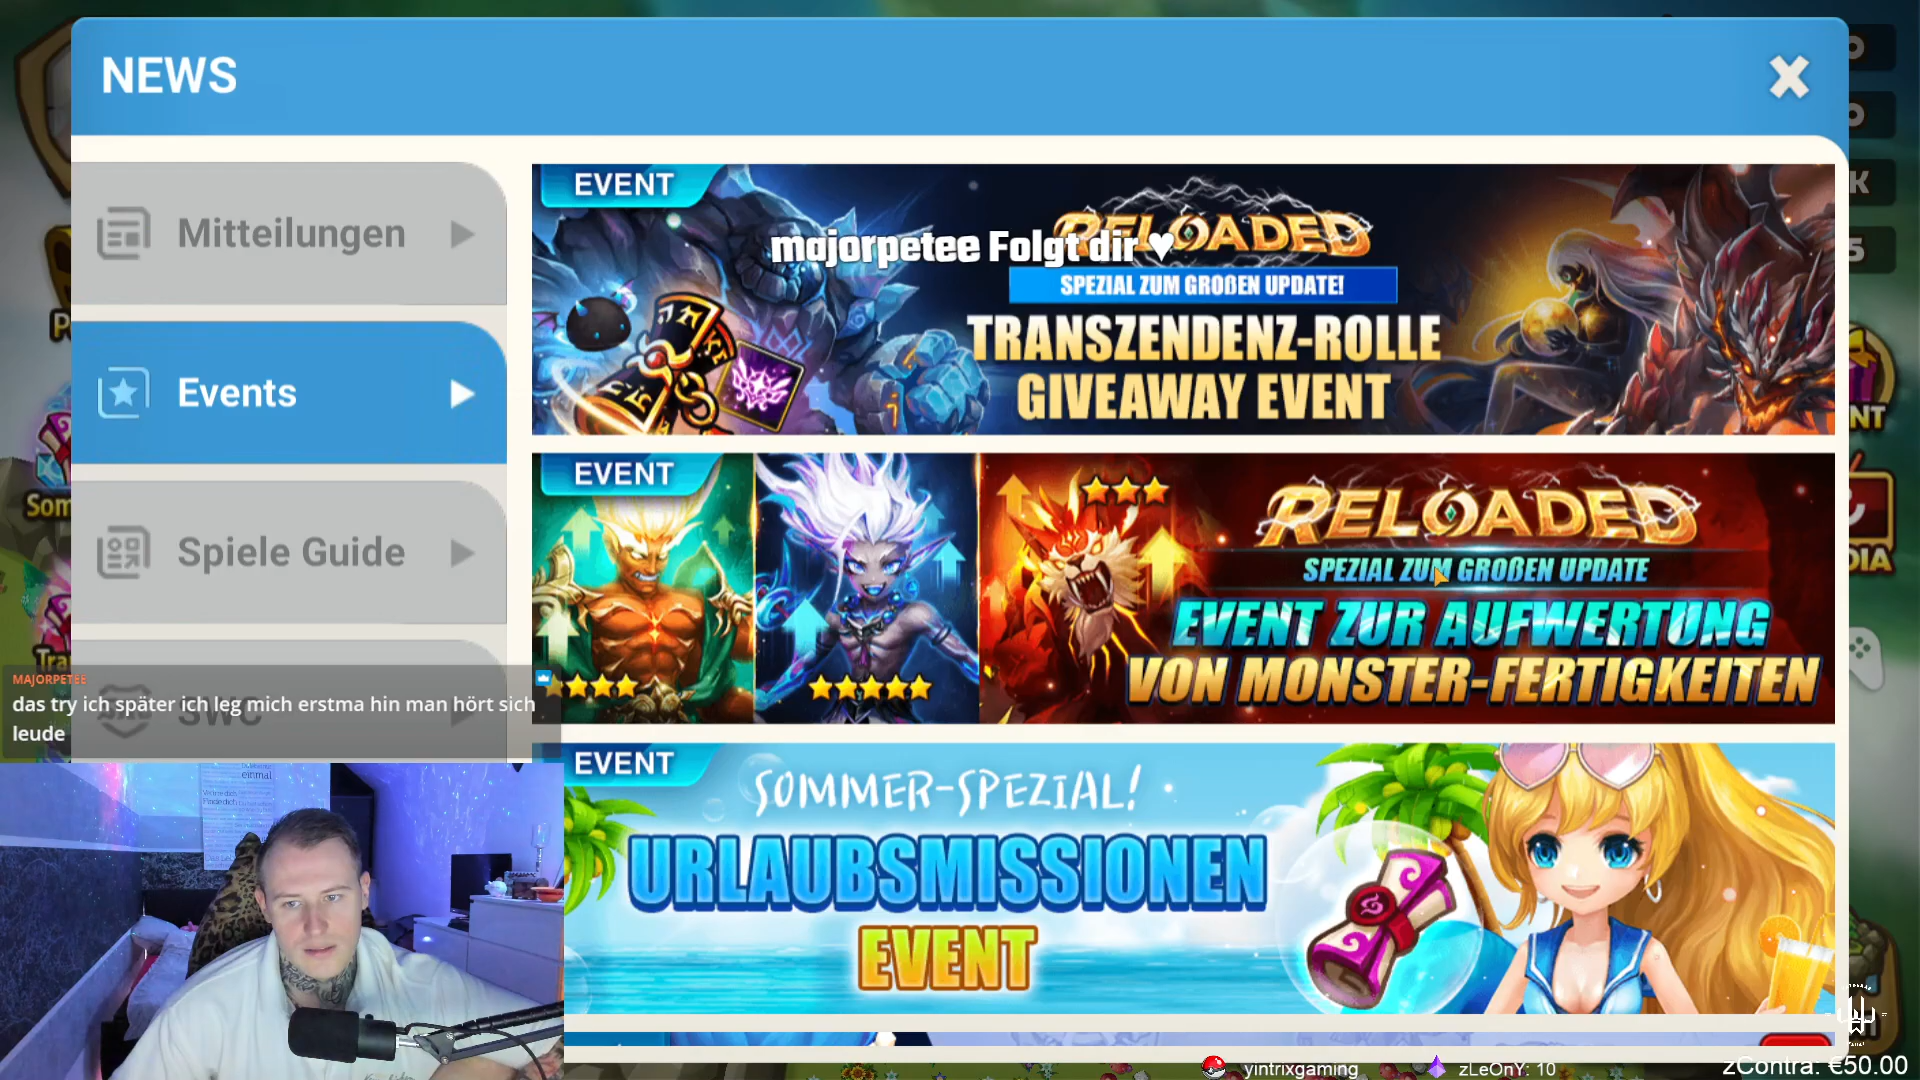 NEWS
Mitteilungen
Events
Spiele Guide
SWC
EVENT
RELOADED
majorpetee Folgt dir ♥
SPEZIAL ZUM GROßEN UPDATE!
TRANSZENDENZ-ROLLE
GIVEAWAY EVENT
EVENT
RELOADED
SPEZIAL ZUM GROßEN UPDATE
EVENT ZUR AUFWERTUNG
VON MONSTER-FERTIGKEITEN
EVENT
SOMMER-SPEZIAL!
URLAUBSMISSIONEN
EVENT
MAJORPETEE
das try ich später ich leg mich erstma hin man hört sich
leude
einmal
yintrixgaming
zLeOnY: 10
zContra: €50.00